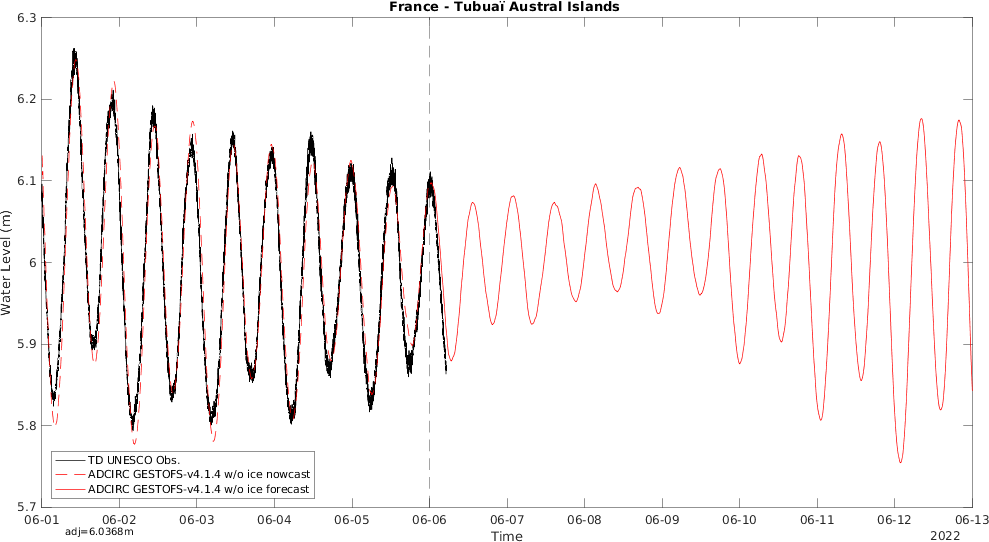 France - Tubuaï Austral Islands
6.3
6.2
6.1
6
5.9
5.8
5.7
Water Level (m)
TD UNESCO Obs.
ADCIRC GESTOFS-v4.1.4 w/o ice nowcast
ADCIRC GESTOFS-v4.1.4 w/o ice forecast
06-01 06-02 06-03 06-04 06-05 06-06 06-07 06-08 06-09 06-10 06-11 06-12 06-13
adj=6.0368m
Time
2022